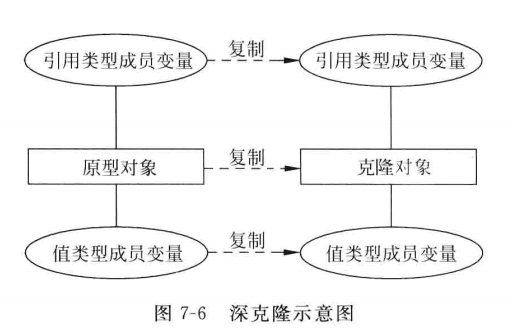 引用类型成员变量 复制 引用类型成员变量
原型对象 复制 克隆对象
值类型成员变量 复制 值类型成员变量
图 7-6 深克隆示意图